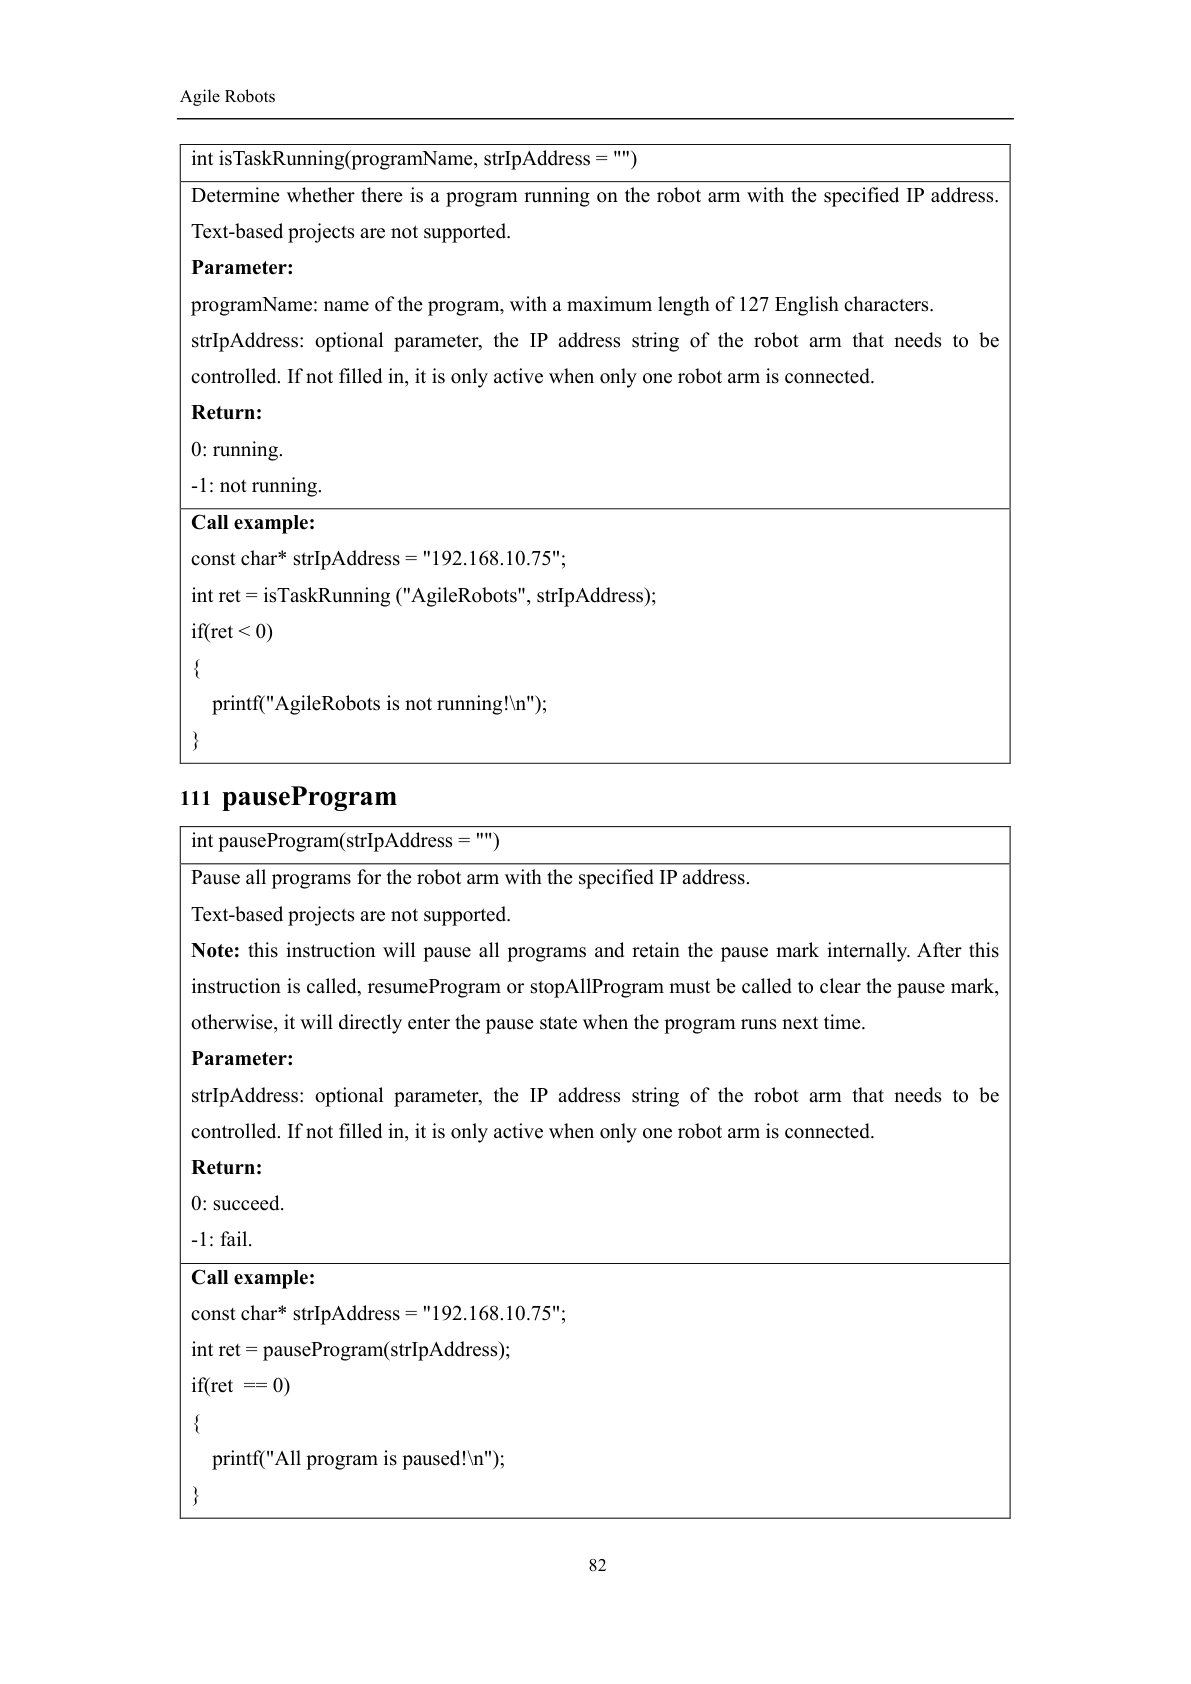 Agile Robots
int isTaskRunning(programName, strIpAddress = "")
Determine whether there is a program running on the robot arm with the specified IP address.
Text-based projects are not supported.
Parameter:
programName: name of the program, with a maximum length of 127 English characters.
strIpAddress: optional parameter, the IP address string of the robot arm that needs to be
controlled. If not filled in, it is only active when only one robot arm is connected.
Return:
0: running.
-1: not running.
Call example:
const char* strIpAddress = "192.168.10.75";
int ret = isTaskRunning ("AgileRobots", strIpAddress);
if(ret < 0)
{
printf("AgileRobots is not running!\n");
}
111 pauseProgram
int pauseProgram(strIpAddress = "")
Pause all programs for the robot arm with the specified IP address.
Text-based projects are not supported.
Note: this instruction will pause all programs and retain the pause mark internally. After this
instruction is called, resumeProgram or stopAllProgram must be called to clear the pause mark,
otherwise, it will directly enter the pause state when the program runs next time.
Parameter:
strIpAddress: optional parameter, the IP address string of the robot arm that needs to be
controlled. If not filled in, it is only active when only one robot arm is connected.
Return:
0: succeed.
-1: fail.
Call example:
const char* strIpAddress = "192.168.10.75";
int ret = pauseProgram(strIpAddress);
if(ret  == 0)
{
printf("All program is paused!\n");
}
82